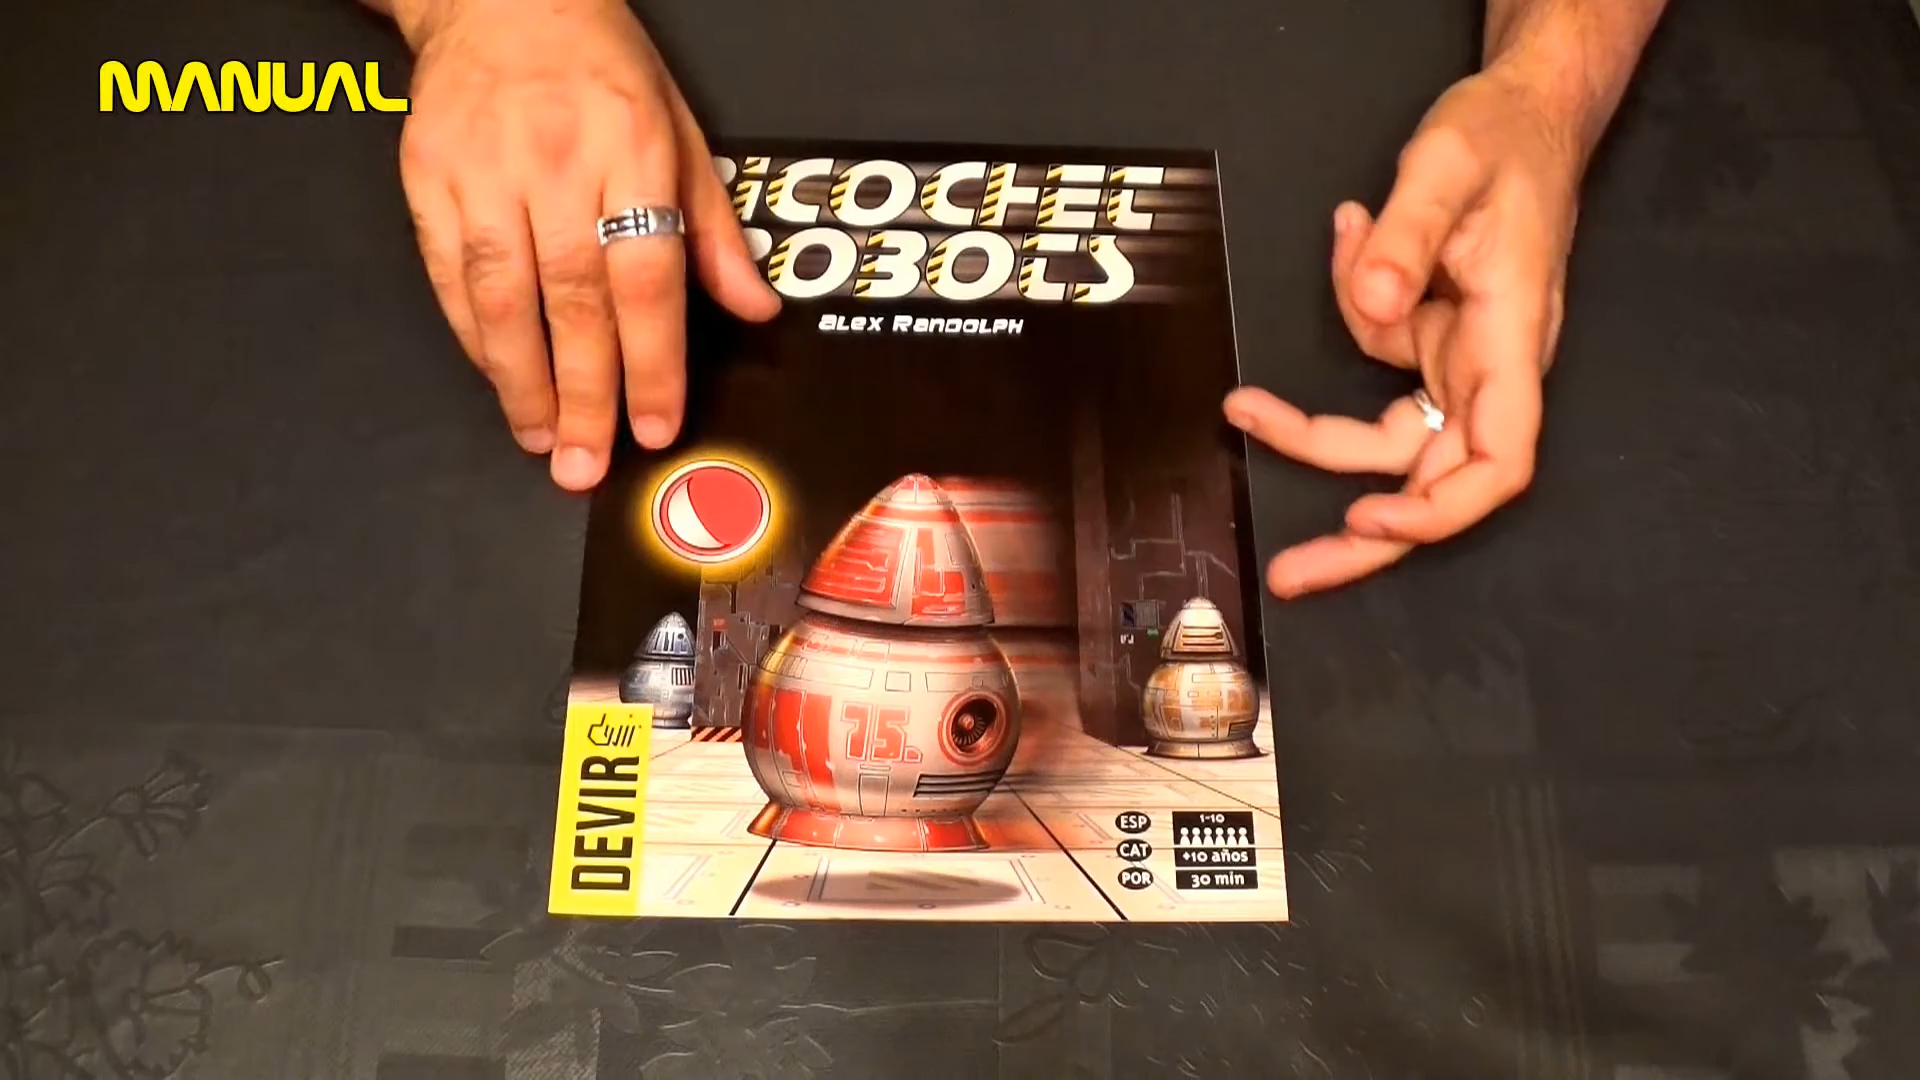 MANUAL
RICOCHET
ROBOTS
ALEX RANDOLPH
75.
DEVIR
ESP
CAT
POR
1-10
+10 años
30 min